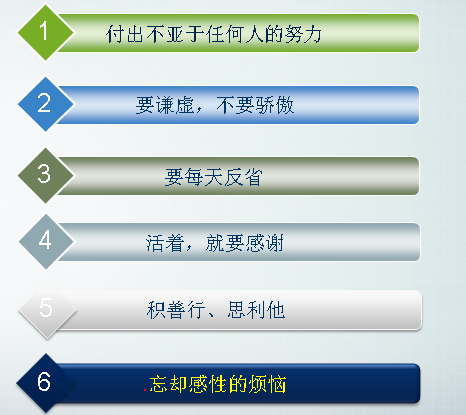 1 付出不亚于任何人的努力
2 要谦虚，不要骄傲
3 要每天反省
4 活着，就要感谢
5 积善行、思利他
6 .忘却感性的烦恼